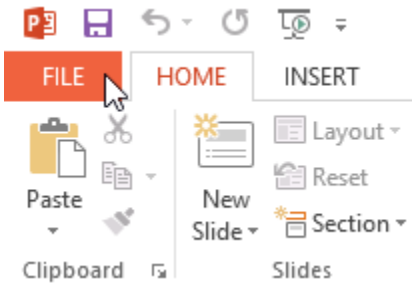 P
FILE HOME INSERT
Paste
New
Slide
Layout
Reset
Section
Clipboard
Slides